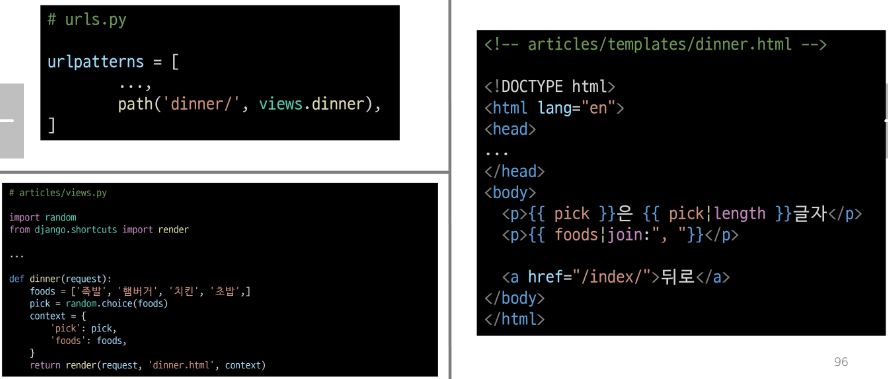 # urls.py
urlpatterns = [
...,
path('dinner/', views.dinner),
]
# articles/views.py
import random
from django.shortcuts import render
...
def dinner(request):
foods = ['족발', '햄버거', '치킨', '초밥',]
pick = random.choice(foods)
context = {
'pick': pick,
'foods': foods,
}
return render(request, 'dinner.html', context)
<!-- articles/templates/dinner.html -->
<!DOCTYPE html>
<html lang="en">
<head>
...
</head>
<body>
<p>{{ pick }}은 {{ pick|length }}글자</p>
<p>{{ foods|join:", "}}</p>
<a href="/index/">뒤로</a>
</body>
</html>
96